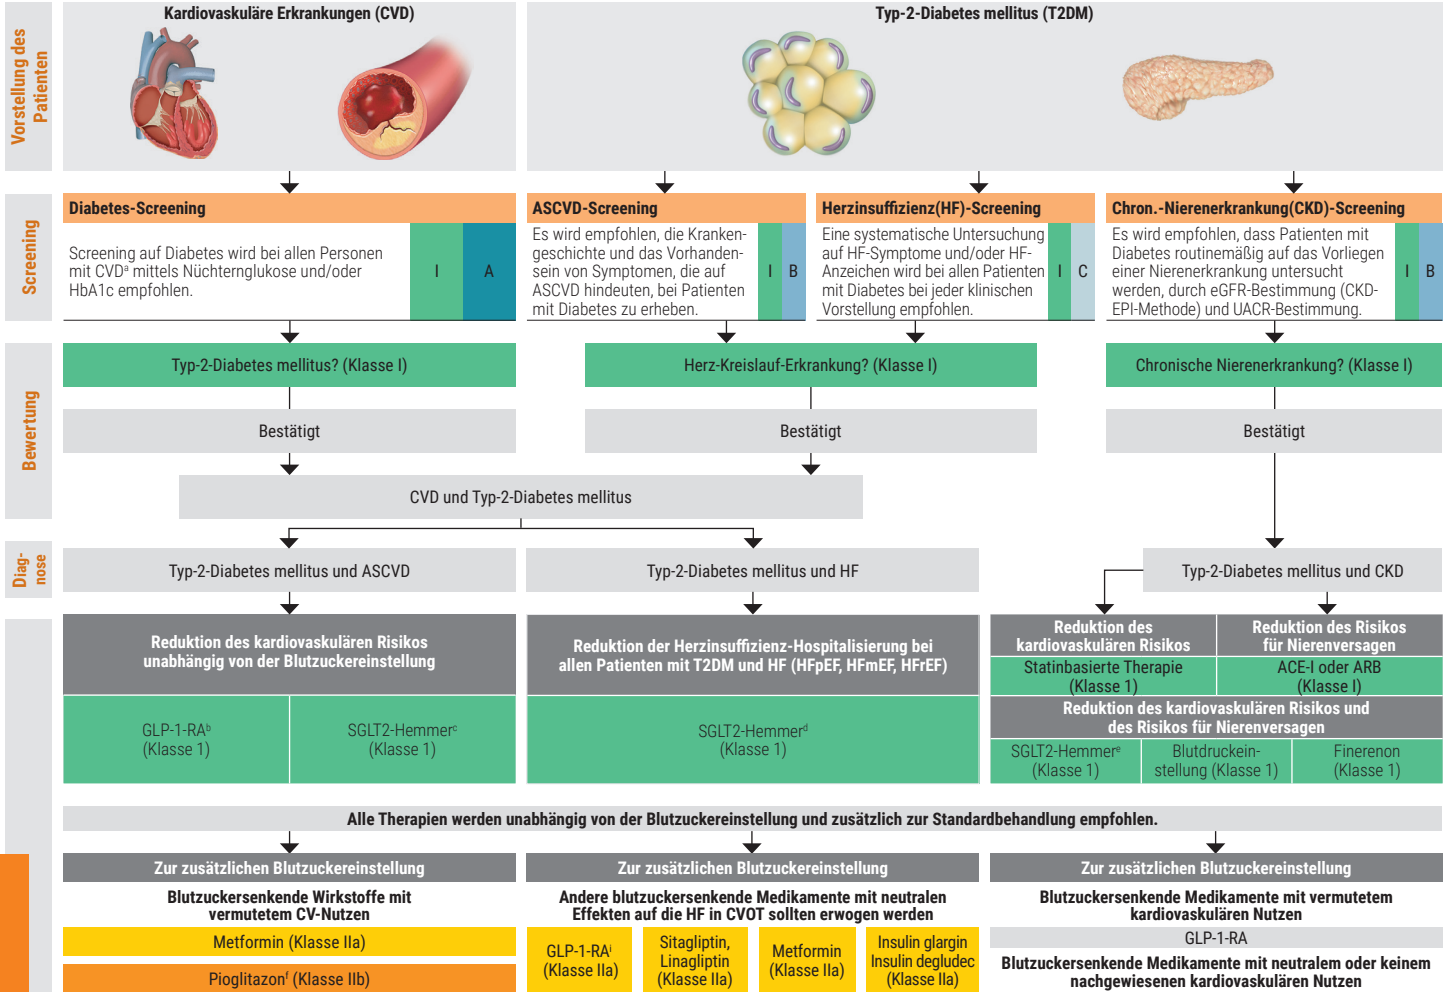 Vorstellung des
Patienten
Kardiovaskuläre Erkrankungen (CVD)
Typ-2-Diabetes mellitus (T2DM)
Screening
Diabetes-Screening
Screening auf Diabetes wird bei allen Personen
mit CVDᵃ mittels Nüchternglukose und/oder
HbA1c empfohlen.
I
A
ASCVD-Screening
Es wird empfohlen, die Kranken-
geschichte und das Vorhanden-
sein von Symptomen, die auf
ASCVD hindeuten, bei Patienten
mit Diabetes zu erheben.
I
B
Herzinsuffizienz(HF)-Screening
Eine systematische Untersuchung
auf HF-Symptome und/oder HF-
Anzeichen wird bei allen Patienten
mit Diabetes bei jeder klinischen
Vorstellung empfohlen.
I
C
Chron.-Nierenerkrankung(CKD)-Screening
Es wird empfohlen, dass Patienten mit
Diabetes routinemäßig auf das Vorliegen
einer Nierenerkrankung untersucht
werden, durch eGFR-Bestimmung (CKD-
EPI-Methode) und UACR-Bestimmung.
I
B
Bewertung
Typ-2-Diabetes mellitus? (Klasse I)
Herz-Kreislauf-Erkrankung? (Klasse I)
Chronische Nierenerkrankung? (Klasse I)
Bestätigt
Bestätigt
Bestätigt
CVD und Typ-2-Diabetes mellitus
Diag-
nose
Typ-2-Diabetes mellitus und ASCVD
Typ-2-Diabetes mellitus und HF
Typ-2-Diabetes mellitus und CKD
Reduktion des kardiovaskulären Risikos
unabhängig von der Blutzuckereinstellung
GLP-1-RAᵇ
(Klasse 1)
SGLT2-Hemmerᶜ
(Klasse 1)
Reduktion der Herzinsuffizienz-Hospitalisierung bei
allen Patienten mit T2DM und HF (HFpEF, HFmEF, HFrEF)
SGLT2-Hemmerᵈ
(Klasse 1)
Reduktion des
kardiovaskulären Risikos
Statinbasierte Therapie
(Klasse 1)
Reduktion des Risikos
für Nierenversagen
ACE-I oder ARB
(Klasse I)
Reduktion des kardiovaskulären Risikos und
des Risikos für Nierenversagen
SGLT2-Hemmerᵉ
(Klasse 1)
Blutdruckein-
stellung (Klasse 1)
Finerenon
(Klasse 1)
Alle Therapien werden unabhängig von der Blutzuckereinstellung und zusätzlich zur Standardbehandlung empfohlen.
Zur zusätzlichen Blutzuckereinstellung
Blutzuckersenkende Wirkstoffe mit
vermutetem CV-Nutzen
Metformin (Klasse IIa)
Pioglitazonᶠ (Klasse IIb)
Zur zusätzlichen Blutzuckereinstellung
Andere blutzuckersenkende Medikamente mit neutralen
Effekten auf die HF in CVOT sollten erwogen werden
GLP-1-RAⁱ
(Klasse IIa)
Sitagliptin,
Linagliptin
(Klasse IIa)
Metformin
(Klasse IIa)
Insulin glargin
Insulin degludec
(Klasse IIa)
Zur zusätzlichen Blutzuckereinstellung
Blutzuckersenkende Medikamente mit vermutetem
kardiovaskulären Nutzen
GLP-1-RA
Blutzuckersenkende Medikamente mit neutralem oder keinem
nachgewiesenen kardiovaskulären Nutzen